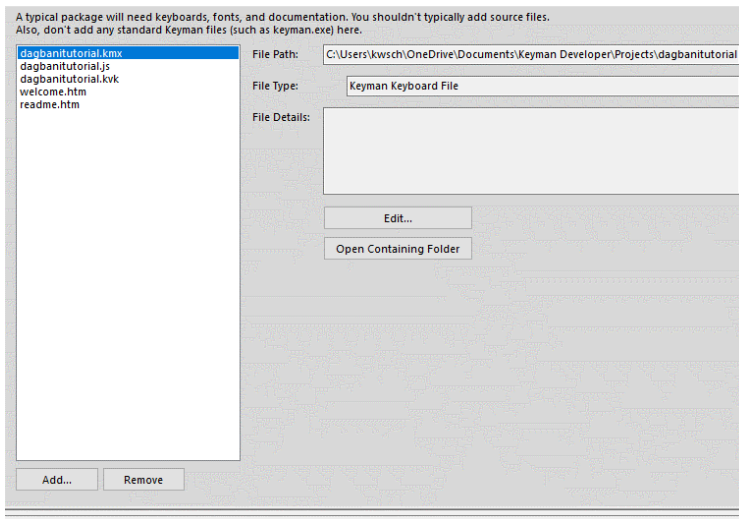 A typical package will need keyboards, fonts, and documentation. You shouldn't typically add source files.
Also, don't add any standard Keyman files (such as keyman.exe) here.
dagbanitutorial.kmx
dagbanitutorial.js
dagbanitutorial.kvk
welcome.htm
readme.htm
File Path:
C:\Users\kwsch\OneDrive\Documents\Keyman Developer\Projects\dagbanitutorial
File Type:
Keyman Keyboard File
File Details:
Edit...
Open Containing Folder
Add...
Remove